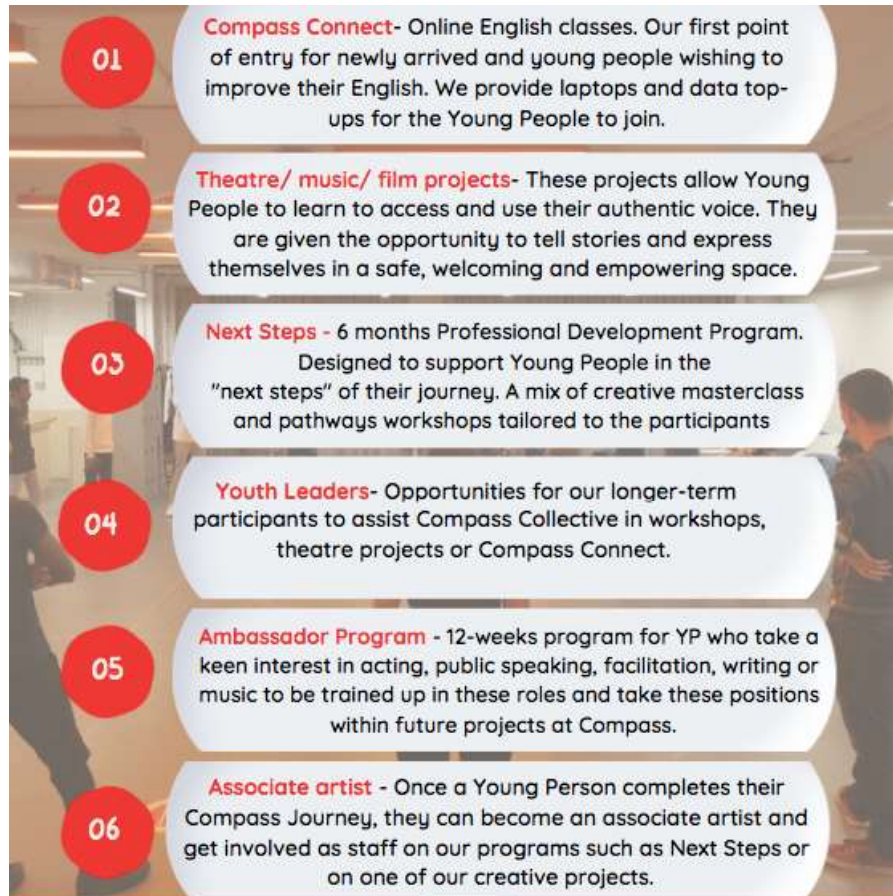 01
Compass Connect- Online English classes. Our first point
of entry for newly arrived and young people wishing to
improve their English. We provide laptops and data top-
ups for the Young People to join.
02
Theatre/ music/ film projects- These projects allow Young
People to learn to access and use their authentic voice. They
are given the opportunity to tell stories and express
themselves in a safe, welcoming and empowering space.
03
Next Steps - 6 months Professional Development Program.
Designed to support Young People in the
"next steps" of their journey. A mix of creative masterclass
and pathways workshops tailored to the participants
04
Youth Leaders- Opportunities for our longer-term
participants to assist Compass Collective in workshops,
theatre projects or Compass Connect.
05
Ambassador Program - 12-weeks program for YP who take a
keen interest in acting, public speaking, facilitation, writing or
music to be trained up in these roles and take these positions
within future projects at Compass.
06
Associate artist - Once a Young Person completes their
Compass Journey, they can become an associate artist and
get involved as staff on our programs such as Next Steps or
on one of our creative projects.